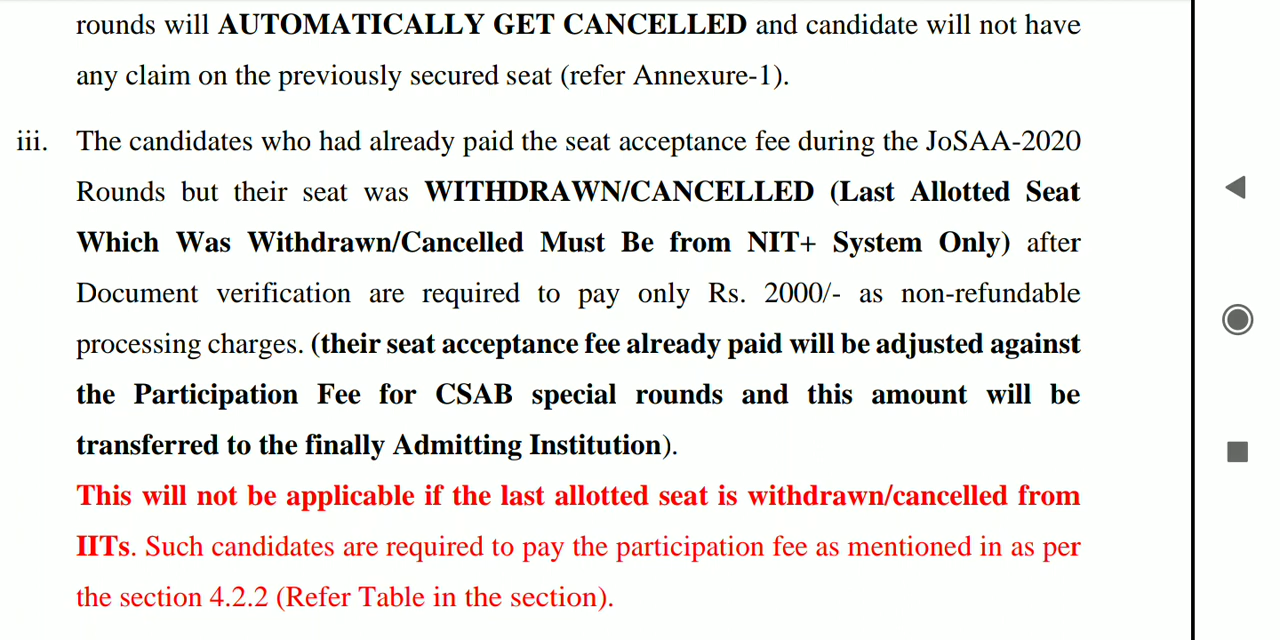 rounds will AUTOMATICALLY GET CANCELLED and candidate will not have
any claim on the previously secured seat (refer Annexure-1).
iii. The candidates who had already paid the seat acceptance fee during the JoSAA-2020
Rounds but their seat was WITHDRAWN/CANCELLED (Last Allotted Seat
Which Was Withdrawn/Cancelled Must Be from NIT+ System Only) after
Document verification are required to pay only Rs. 2000/- as non-refundable
processing charges. (their seat acceptance fee already paid will be adjusted against
the Participation Fee for CSAB special rounds and this amount will be
transferred to the finally Admitting Institution).
This will not be applicable if the last allotted seat is withdrawn/cancelled from
IITs. Such candidates are required to pay the participation fee as mentioned in as per
the section 4.2.2 (Refer Table in the section).